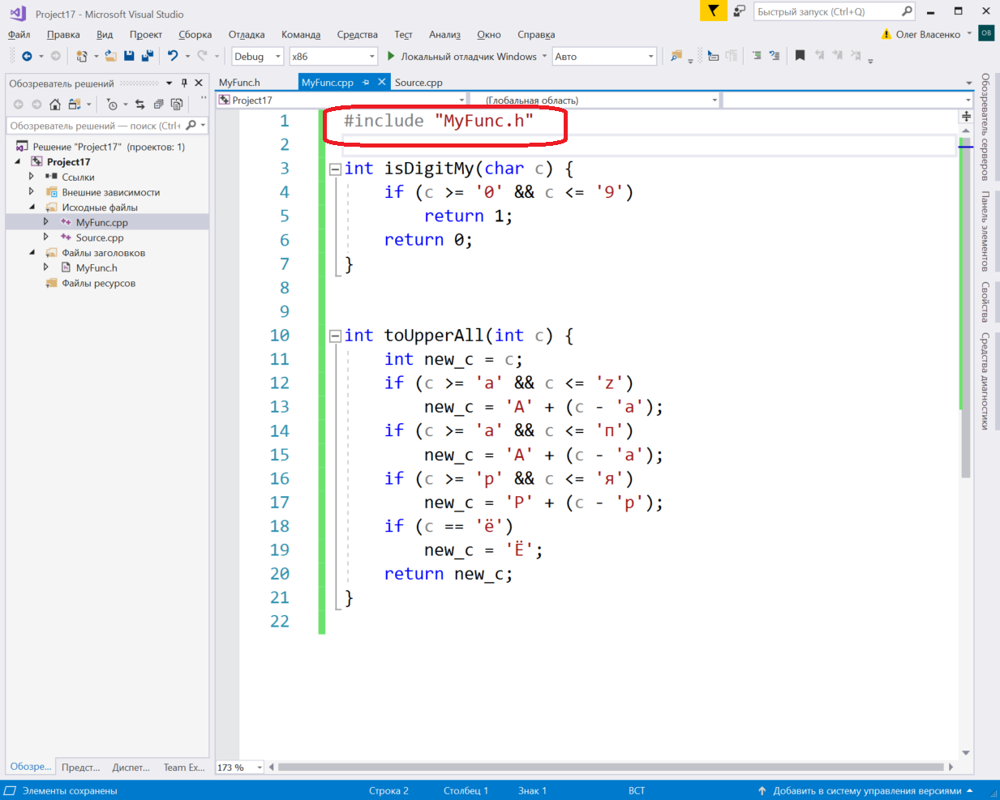 Project17 - Microsoft Visual Studio
Быстрый запуск (Ctrl+Q)
Файл Правка Вид Проект Сборка Отладка Команда Средства Тест Анализ Окно Справка
Олег Власенко
ОВ
Debug x86 Локальный отладчик Windows Авто
Обозреватель решений
MyFunc.h MyFunc.cpp Source.cpp
Project17 (Глобальная область)
Обозреватель решений — поиск (Ctrl+
Решение "Project17" (проектов: 1)
Project17
Ссылки
Внешние зависимости
Исходные файлы
MyFunc.cpp
Source.cpp
Файлы заголовков
MyFunc.h
Файлы ресурсов
1 #include "MyFunc.h"
2
3 int isDigitMy(char c) {
4 if (c >= '0' && c <= '9')
5 return 1;
6 return 0;
7 }
8
9
10 int toUpperAll(int c) {
11 int new_c = c;
12 if (c >= 'a' && c <= 'z')
13 new_c = 'A' + (c - 'a');
14 if (c >= 'а' && c <= 'п')
15 new_c = 'А' + (c - 'а');
16 if (c >= 'р' && c <= 'я')
17 new_c = 'Р' + (c - 'р');
18 if (c == 'ё')
19 new_c = 'Ё';
20 return new_c;
21 }
22
Обозреватель серверов
Панель элементов
Свойства
Средства диагностики
Обозре... Предст... Диспет... Team Ex...
173 %
Элементы сохранены Строка 2 Столбец 1 Знак 1 ВСТ Добавить в систему управления версиями